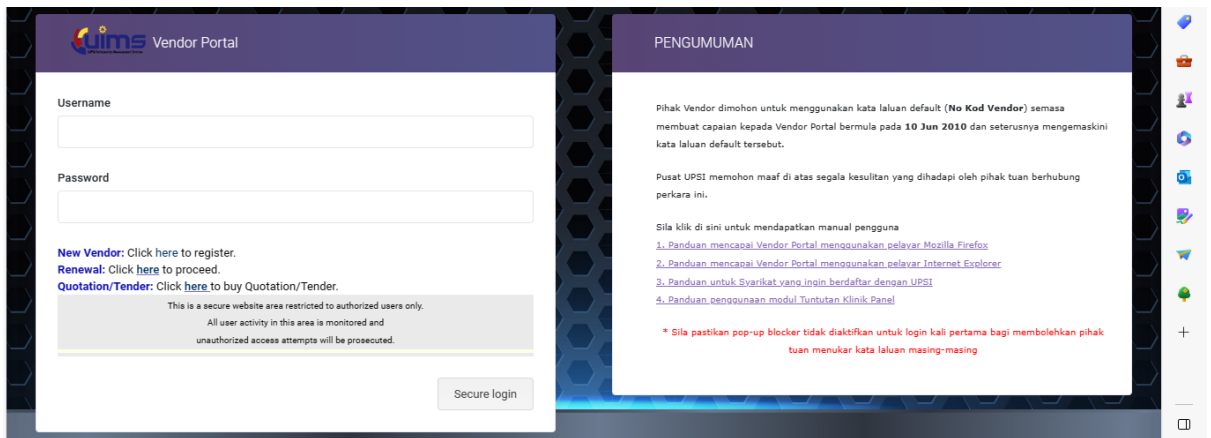 uims Vendor Portal
Username
Password
New Vendor: Click here to register.
Renewal: Click here to proceed.
Quotation/Tender: Click here to buy Quotation/Tender.
This is a secure website area restricted to authorized users only.
All user activity in this area is monitored and
unauthorized access attempts will be prosecuted.
Secure login
PENGUMUMAN
Pihak Vendor dimohon untuk menggunakan kata laluan default (No Kod Vendor) semasa
membuat capaian kepada Vendor Portal bermula pada 10 Jun 2010 dan seterusnya mengemaskini
kata laluan default tersebut.
Pusat UPSI memohon maaf di atas segala kesulitan yang dihadapi oleh pihak tuan berhubung
perkara ini.
Sila klik di sini untuk mendapatkan manual pengguna
1. Panduan mencapai Vendor Portal menggunakan pelayar Mozilla Firefox
2. Panduan mencapai Vendor Portal menggunakan pelayar Internet Explorer
3. Panduan untuk Syarikat yang ingin berdaftar dengan UPSI
4. Panduan penggunaan modul Tuntutan Klinik Panel
* Sila pastikan pop-up blocker tidak diaktifkan untuk login kali pertama bagi membolehkan pihak
tuan menukar kata laluan masing-masing